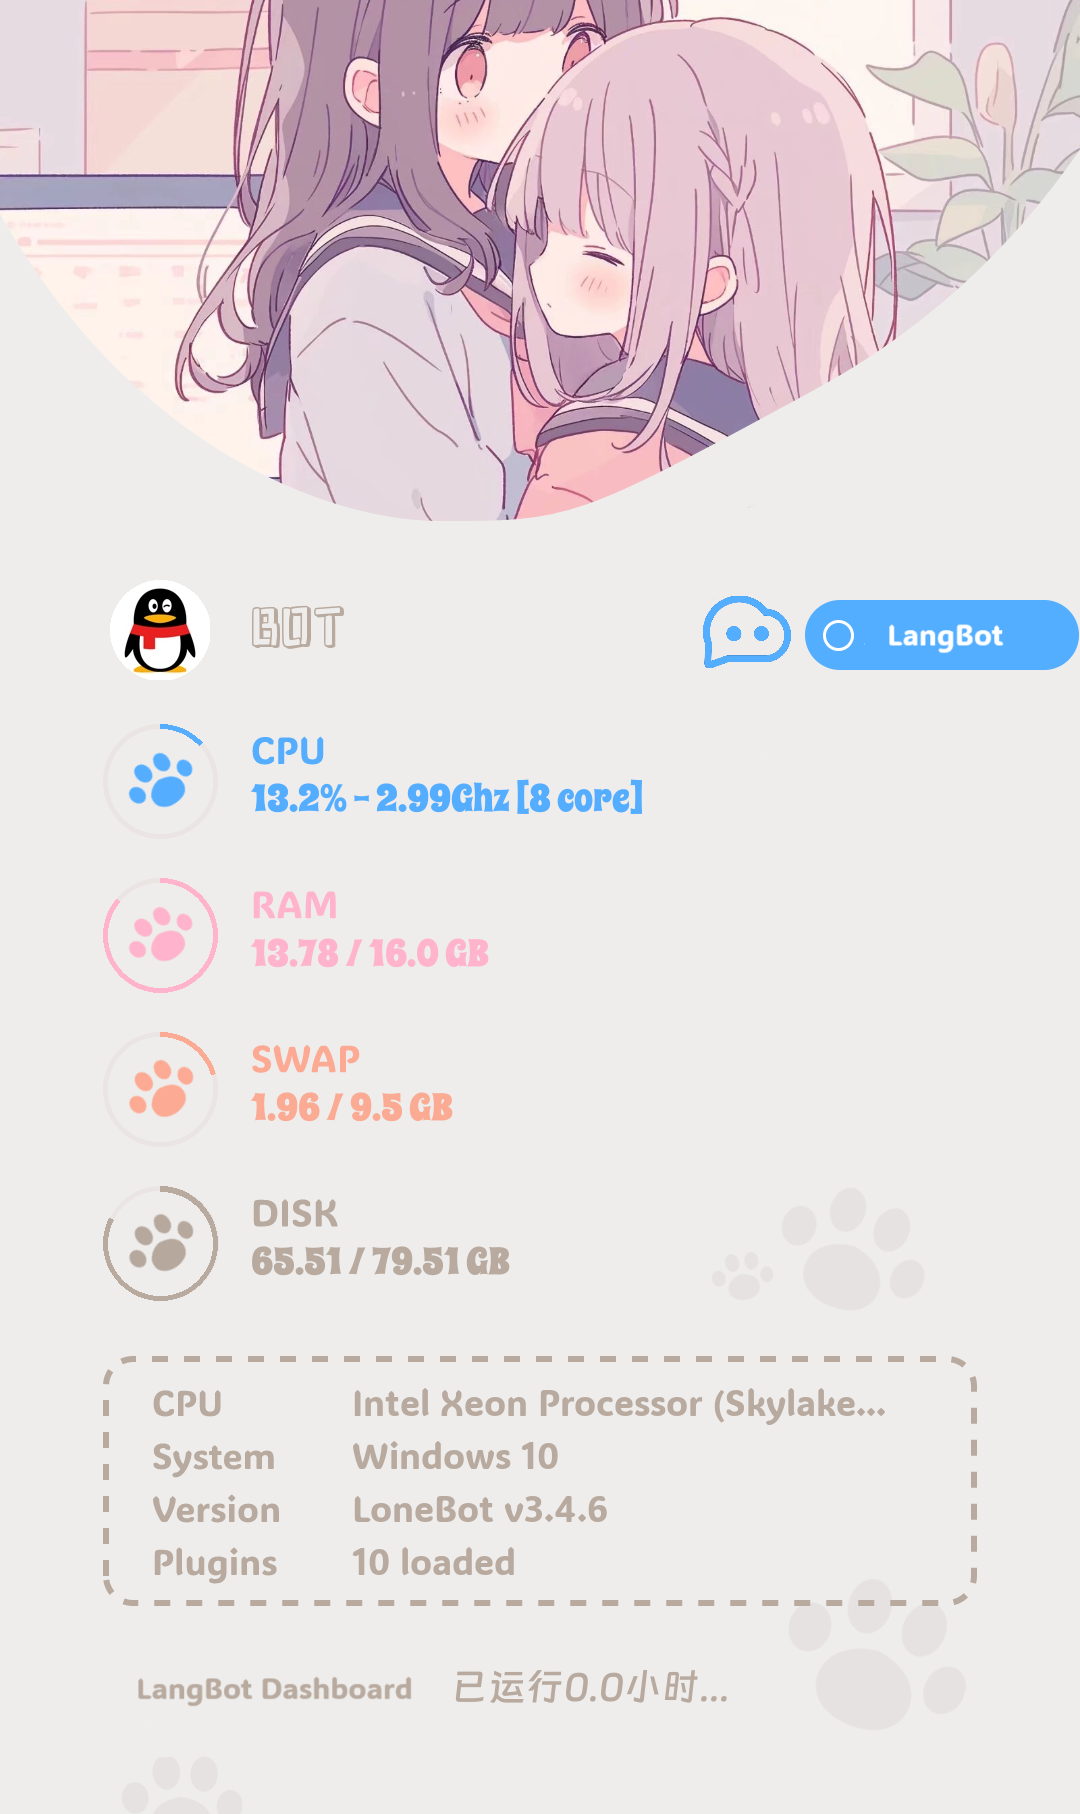 BOT
LangBot
CPU
13.2% - 2.99Ghz [8 core]
RAM
13.78 / 16.0 GB
SWAP
1.96 / 9.5 GB
DISK
65.51 / 79.51 GB
CPU Intel Xeon Processor (Skylake...
System Windows 10
Version LoneBot v3.4.6
Plugins 10 loaded
LangBot Dashboard 已运行0.0小时...